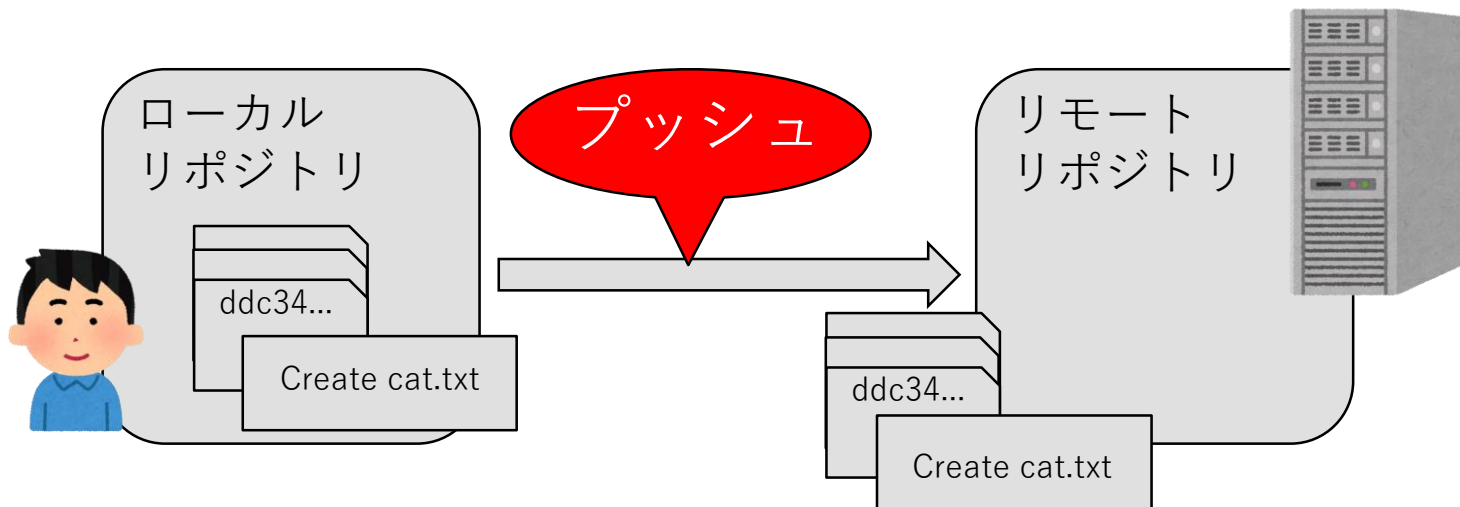 ローカル
リポジトリ
ddc34...
Create cat.txt
プッシュ
リモート
リポジトリ
ddc34...
Create cat.txt